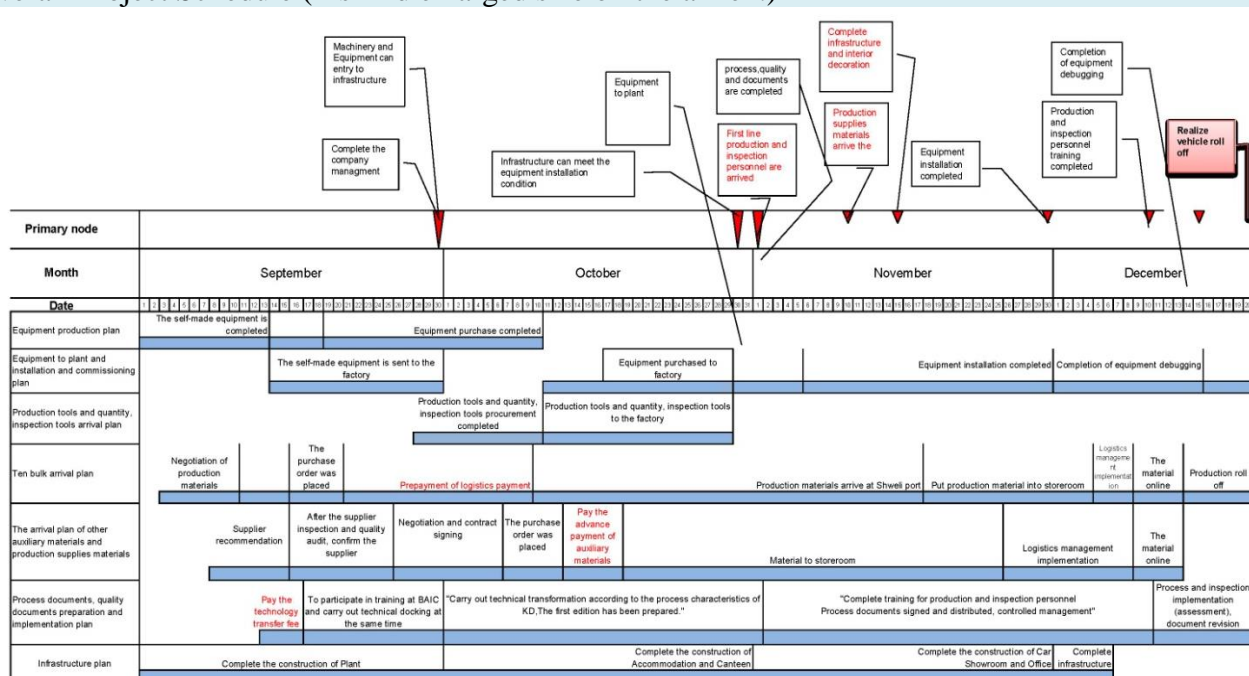 Project Schedule
Machinery and
Equipment can
entry to
infrastructure
Complete the
company
managment
Infrastructure can meet the
equipment installation
condition
Equipment
to plant
process,quality
and documents
are completed
First line
production and
inspection
personnel are
arrived
Complete
infrastructure
and interior
decoration
Production
supplies
materials
arrive the
Equipment
installation
completed
Completion
of equipment
debugging
Production
and
inspection
personnel
training
completed
Realize
vehicle roll
off
Primary node
Month
September
October
November
December
Date
Equipment production plan
The self-made equipment is
completed
Equipment purchase completed
Equipment to plant and
installation and commissioning
plan
The self-made equipment is sent to the
factory
Equipment purchased to
factory
Equipment installation completed
Completion of equipment debugging
Production tools and quantity,
inspection tools arrival plan
Production tools and quantity,
inspection tools procurement
completed
Production tools and quantity, inspection tools
to the factory
Ten bulk arrival plan
Negotiation of
production
materials
The
purchase
order was
placed
Prepayment of logistics payment
Production materials arrive at Shweli port
Put production material into storeroom
Logistics
manageme
nt
implementat
ion
The
material
online
Production roll
off
The arrival plan of other
auxiliary materials and
production supplies materials
Supplier
recommendation
After the supplier
inspection and quality
audit, confirm the
supplier
Negotiation and contract
signing
The purchase
order was
placed
Pay the
advance
payment of
auxiliary
materials
Material to storeroom
Logistics management
implementation
The
material
online
Process documents, quality
documents preparation and
implementation plan
Pay the
technology
transfer fee
To participate in training at BAIC
and carry out technical docking at
the same time
"Carry out technical transformation according to the process characteristics of
KD,The first edition has been prepared."
"Complete training for production and inspection personnel
Process documents signed and distributed, controlled management"
Process and inspection
implementation
(assessment),
document revision
Infrastructure plan
Complete the construction of Plant
Complete the construction of
Accommodation and Canteen
Complete the construction of Car
Showroom and Office
Complete
infrastructure